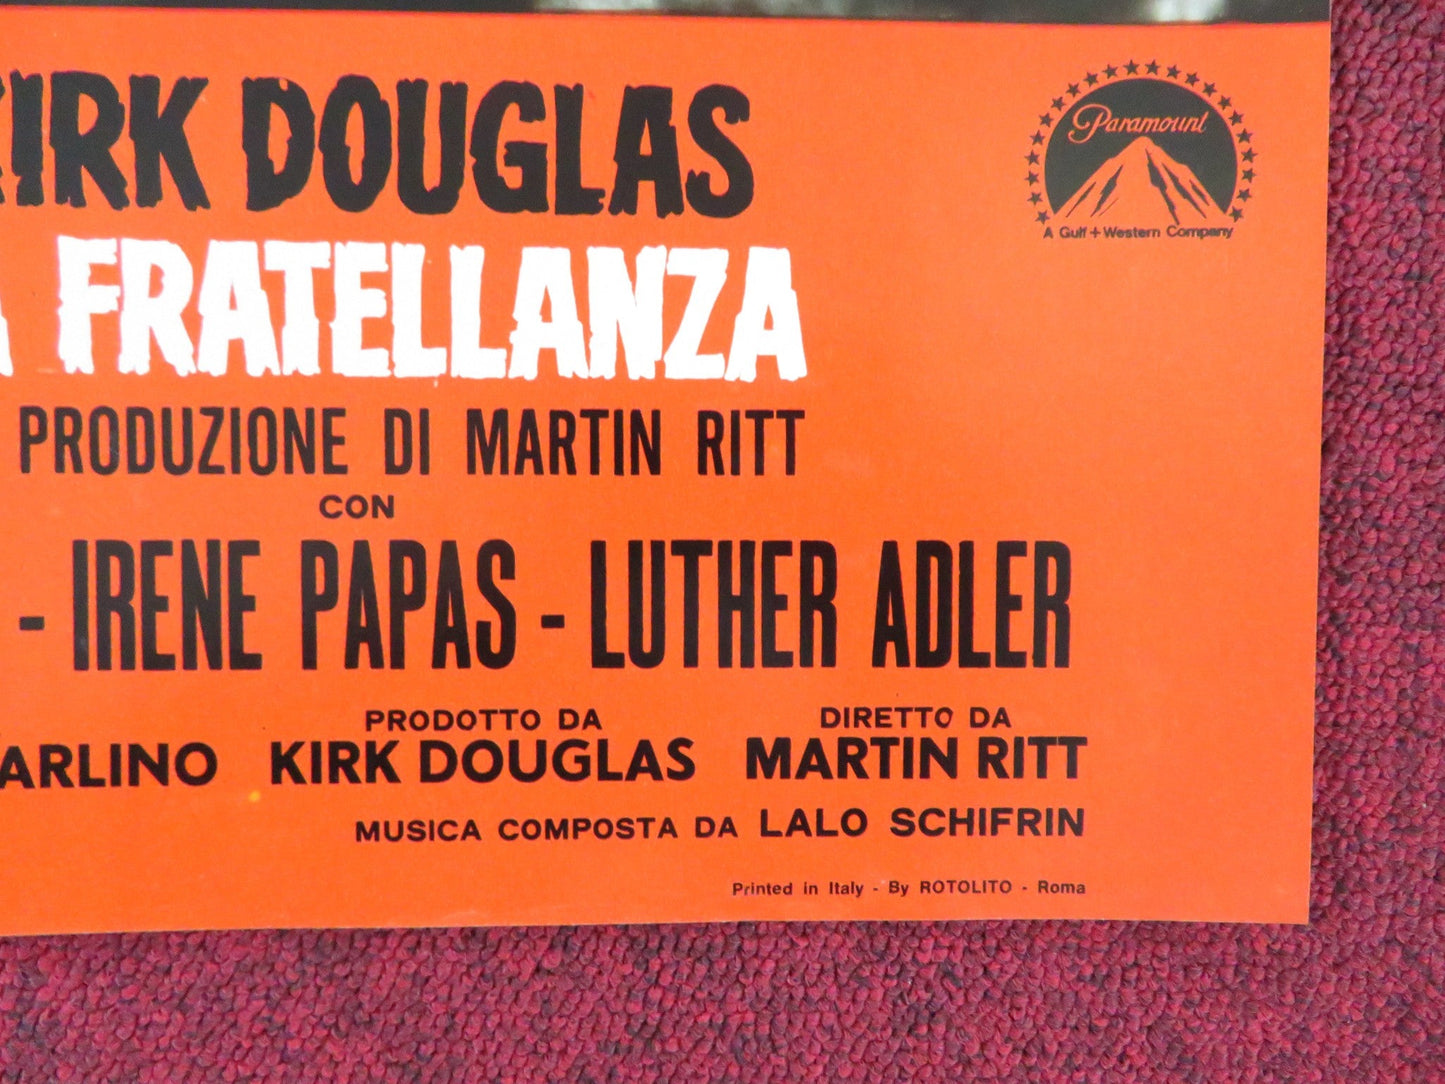 KIRK DOUGLAS
Paramount
A Gulf + Western Company
A FRATELLANZA
PRODUZIONE DI MARTIN RITT
CON
- IRENE PAPAS - LUTHER ADLER
PRODOTTO DA
DIRETTO DA
ARLINO KIRK DOUGLAS MARTIN RITT
MUSICA COMPOSTA DA LALO SCHIFRIN
Printed in Italy - By ROTOLITO - Roma